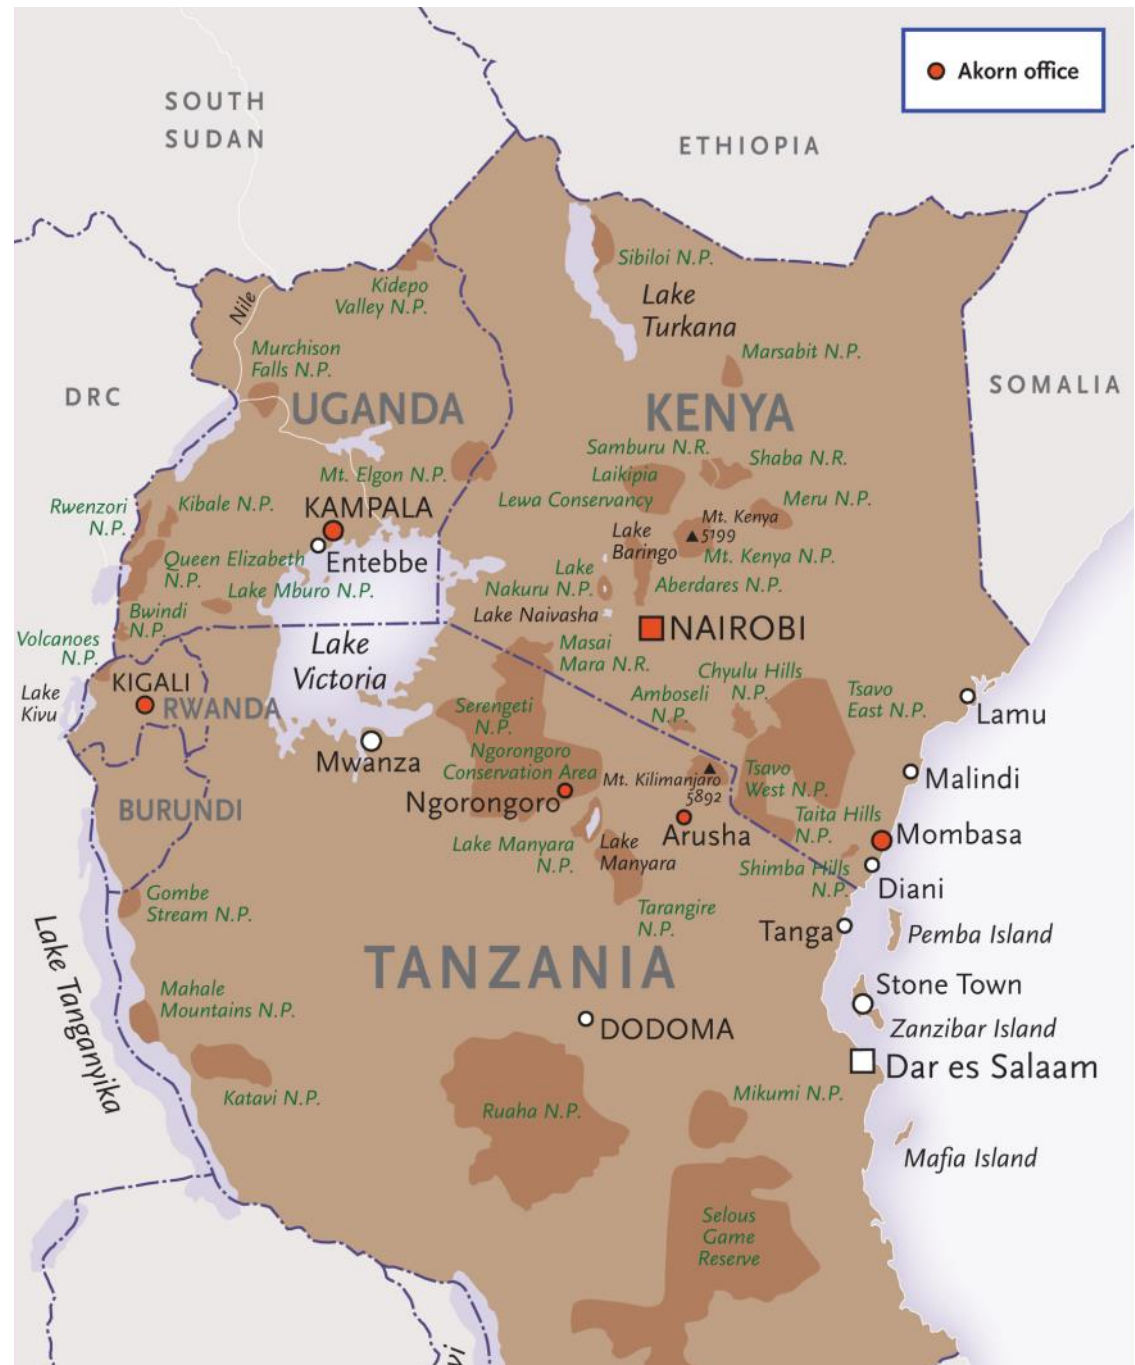 Akorn office
SOUTH
SUDAN
ETHIOPIA
Sibiloi N.P.
Kidepo
Valley N.P.
Lake
Turkana
Nile
Murchison
Falls N.P.
Marsabit N.P.
DRC
SOMALIA
UGANDA
KENYA
Samburu N.R.
Shaba N.R.
Mt. Elgon N.P.
Laikipia
Lewa Conservancy
Meru N.P.
Rwenzori
N.P.
Kibale N.P.
KAMPALA
Mt. Kenya
5199
Lake
Baringo
Mt. Kenya N.P.
Queen Elizabeth
N.P.
Entebbe
Lake
Nakuru N.P.
Aberdares N.P.
Lake Mburo N.P.
Bwindi
N.P.
Lake Naivasha
NAIROBI
Volcanoes
N.P.
Lake
Victoria
Masai
Mara N.R.
Chyulu Hills
N.P.
KIGALI
Lake
Kivu
RWANDA
Amboseli
N.P.
Tsavo
East N.P.
Serengeti
N.P.
Lamu
Mwanza
Ngorongoro
Conservation Area
Mt. Kilimanjaro
5892
Tsavo
West N.P.
Malindi
BURUNDI
Ngorongoro
Taita Hills
N.P.
Arusha
Mombasa
Lake Manyara
N.P.
Lake
Manyara
Shimba Hills
N.P.
Diani
Gombe
Stream N.P.
Tarangire
N.P.
Tanga
Pemba Island
Lake Tanganyika
TANZANIA
Stone Town
Mahale
Mountains N.P.
DODOMA
Zanzibar Island
Dar es Salaam
Katavi N.P.
Ruaha N.P.
Mikumi N.P.
Mafia Island
Selous
Game
Reserve